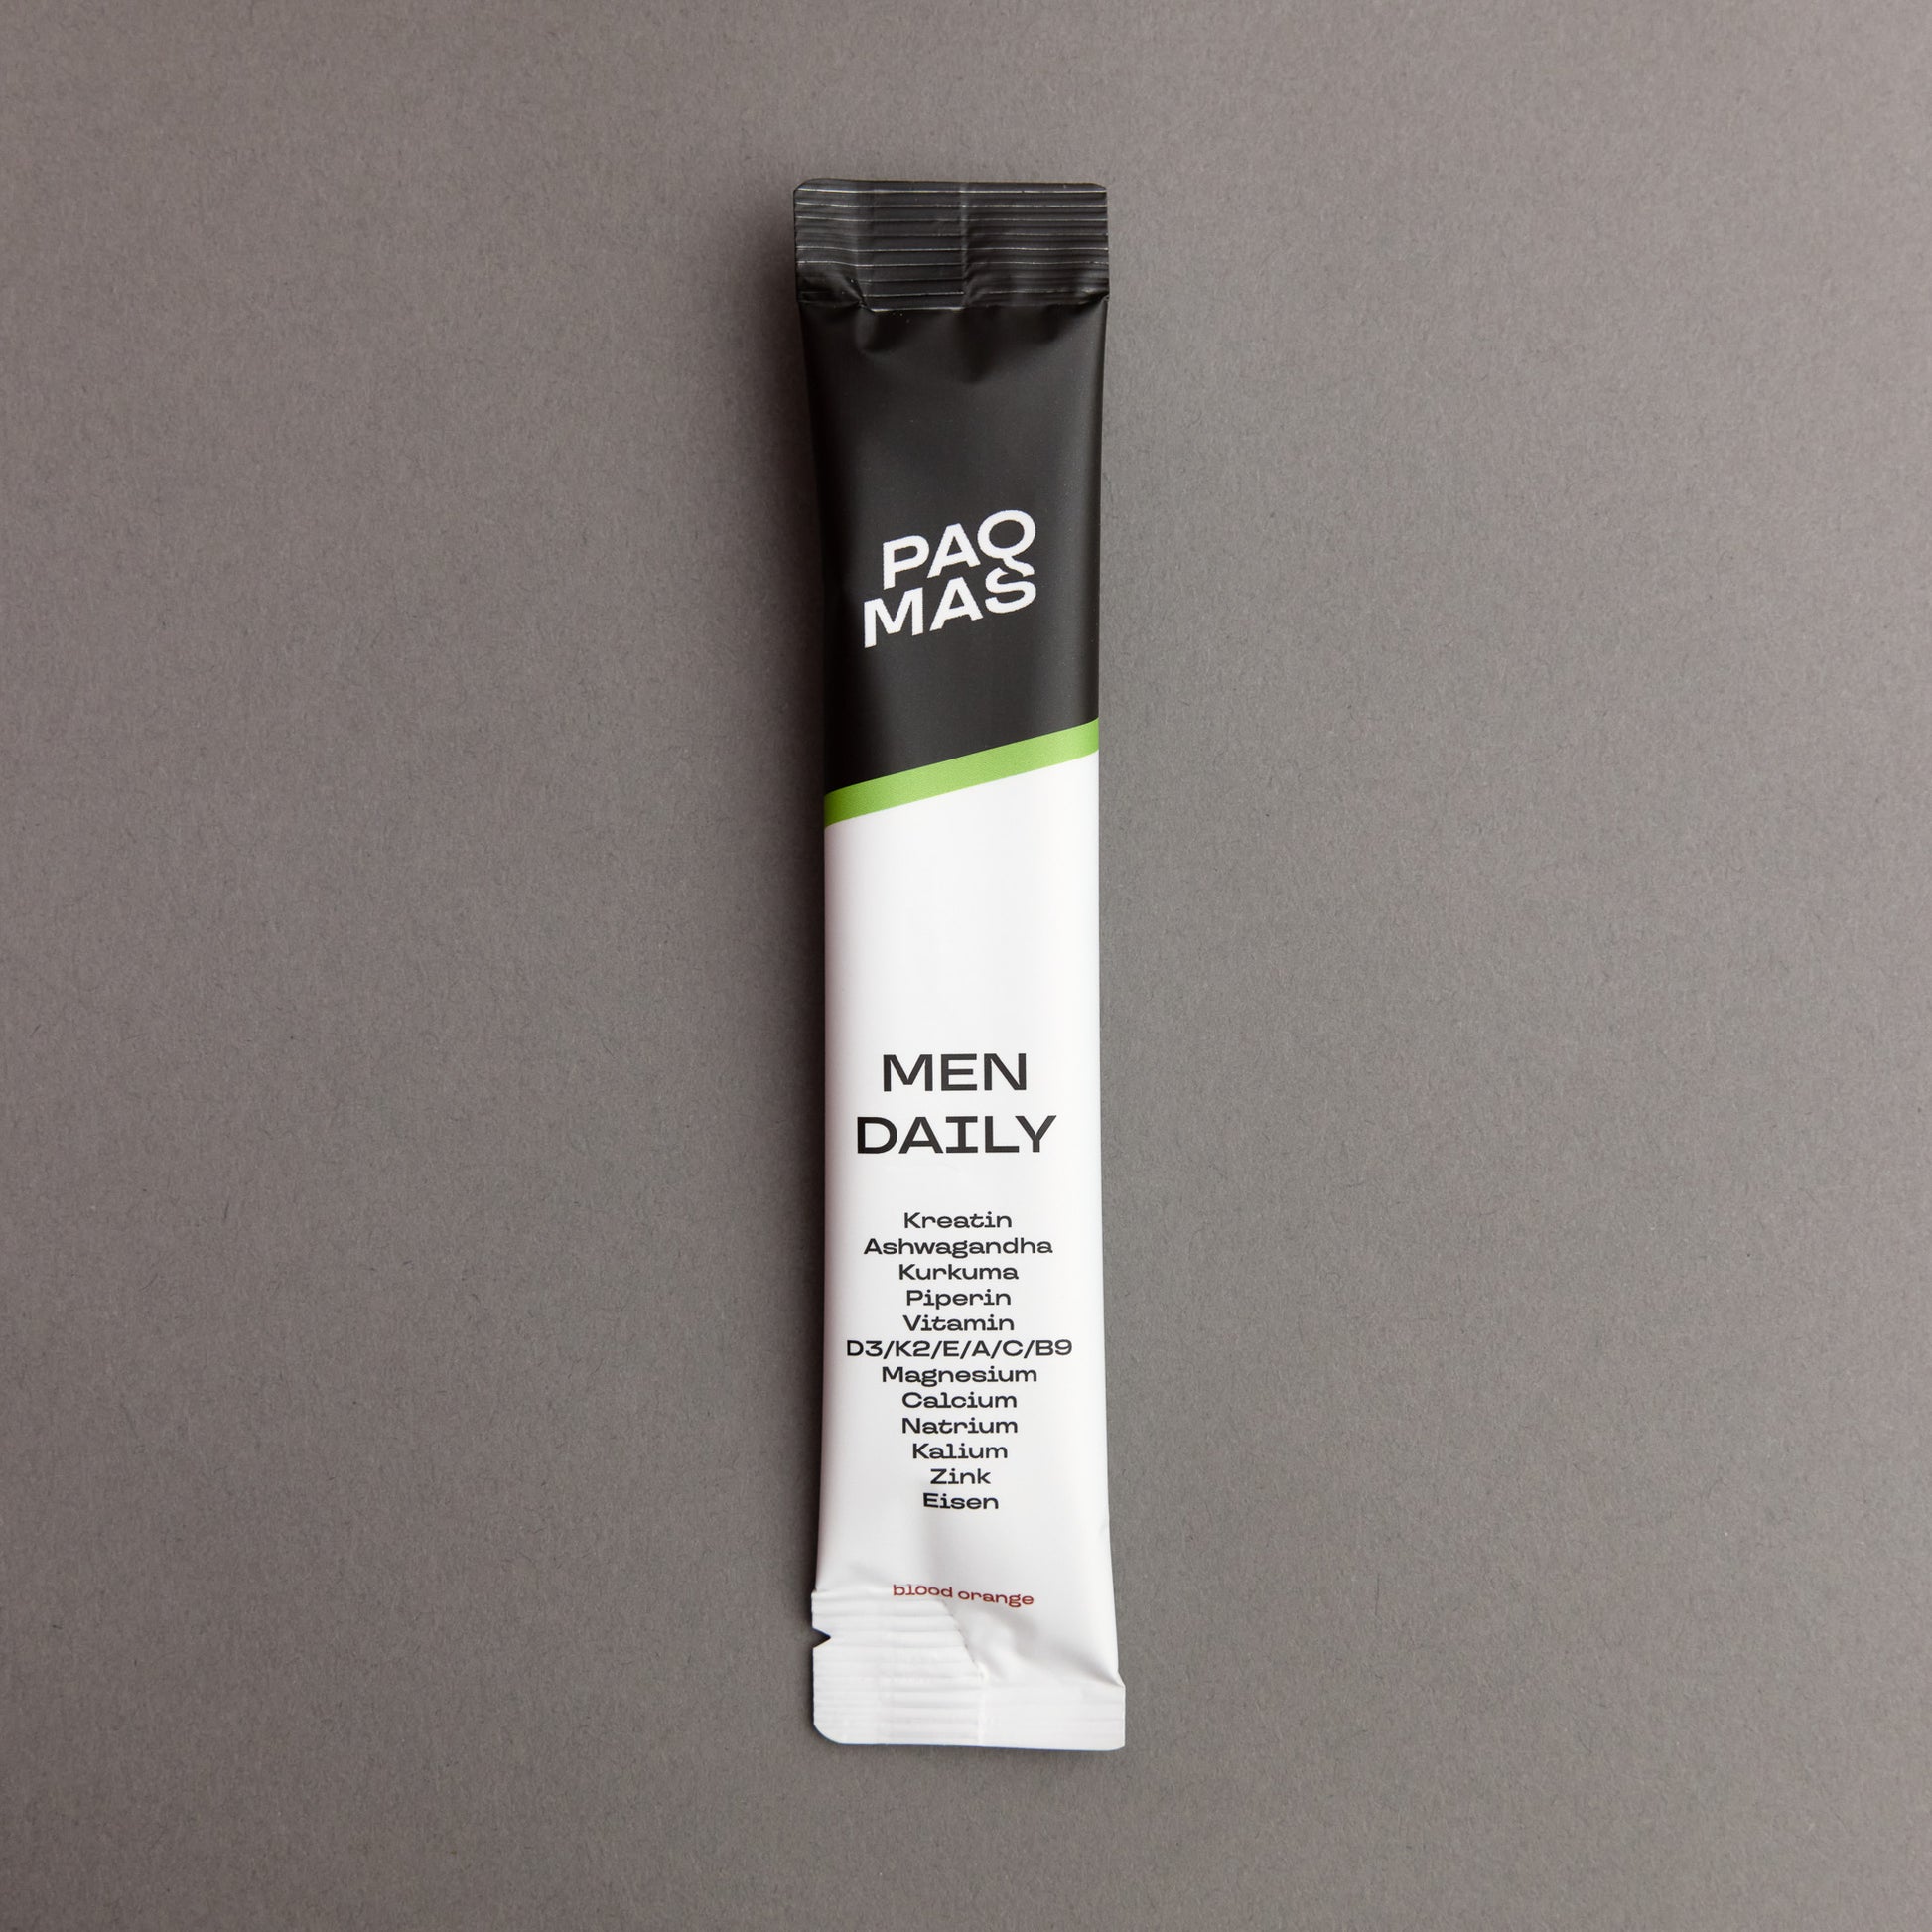 PAQ
MAS
MEN
DAILY
Kreatin
Ashwagandha
Kurkuma
Piperin
Vitamin
D3/K2/E/A/C/B9
Magnesium
Calcium
Natrium
Kalium
Zink
Eisen
blood orange